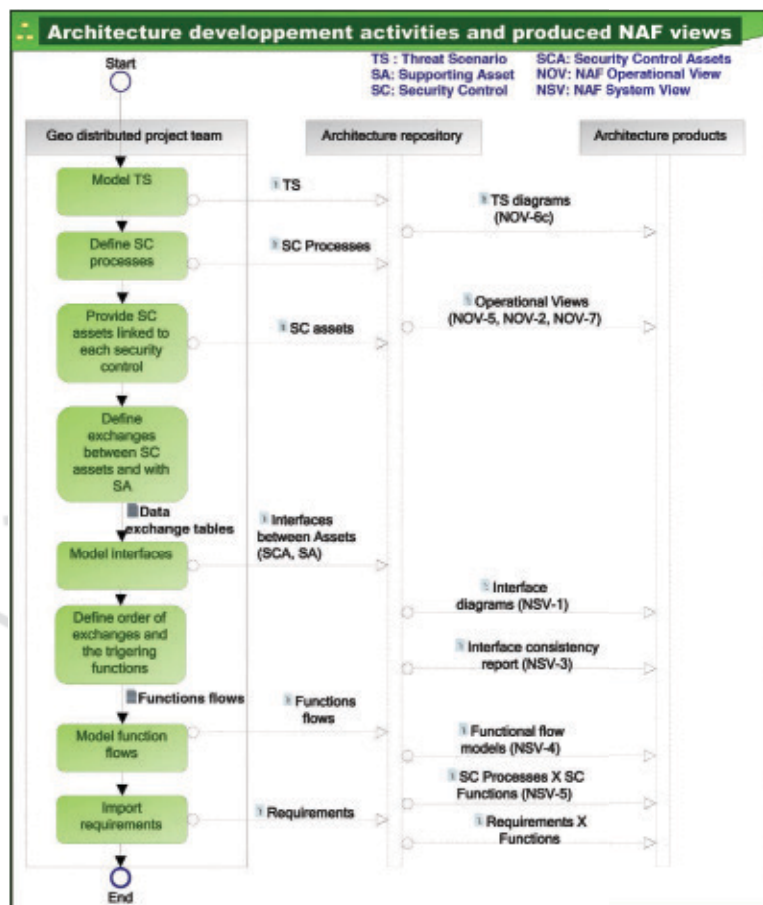 Architecture developpement activities and produced NAF views
Start
TS : Threat Scenario
SCA: Security Control Assets
SA: Supporting Asset
NOV: NAF Operational View
SC: Security Control
NSV: NAF System View
Geo distributed project team
Architecture repository
Architecture products
Model TS
TS
TS diagrams
(NOV-6c)
Define SC
processes
SC Processes
Provide SC
assets linked to
each security
control
SC assets
Operational Views
(NOV-5, NOV-2, NOV-7)
Define
exchanges
between SC
assets and with
SA
Data
exchange tables
Interfaces
between Assets
(SCA, SA)
Model interfaces
Interface
diagrams (NSV-1)
Define order of
exchanges and
the trigering
functions
Interface consistency
report (NSV-3)
Functions flows
Functions
flows
Model function
flows
Functional flow
models (NSV-4)
SC Processes X SC
Functions (NSV-5)
Import
requirements
Requirements
Requirements X
Functions
End